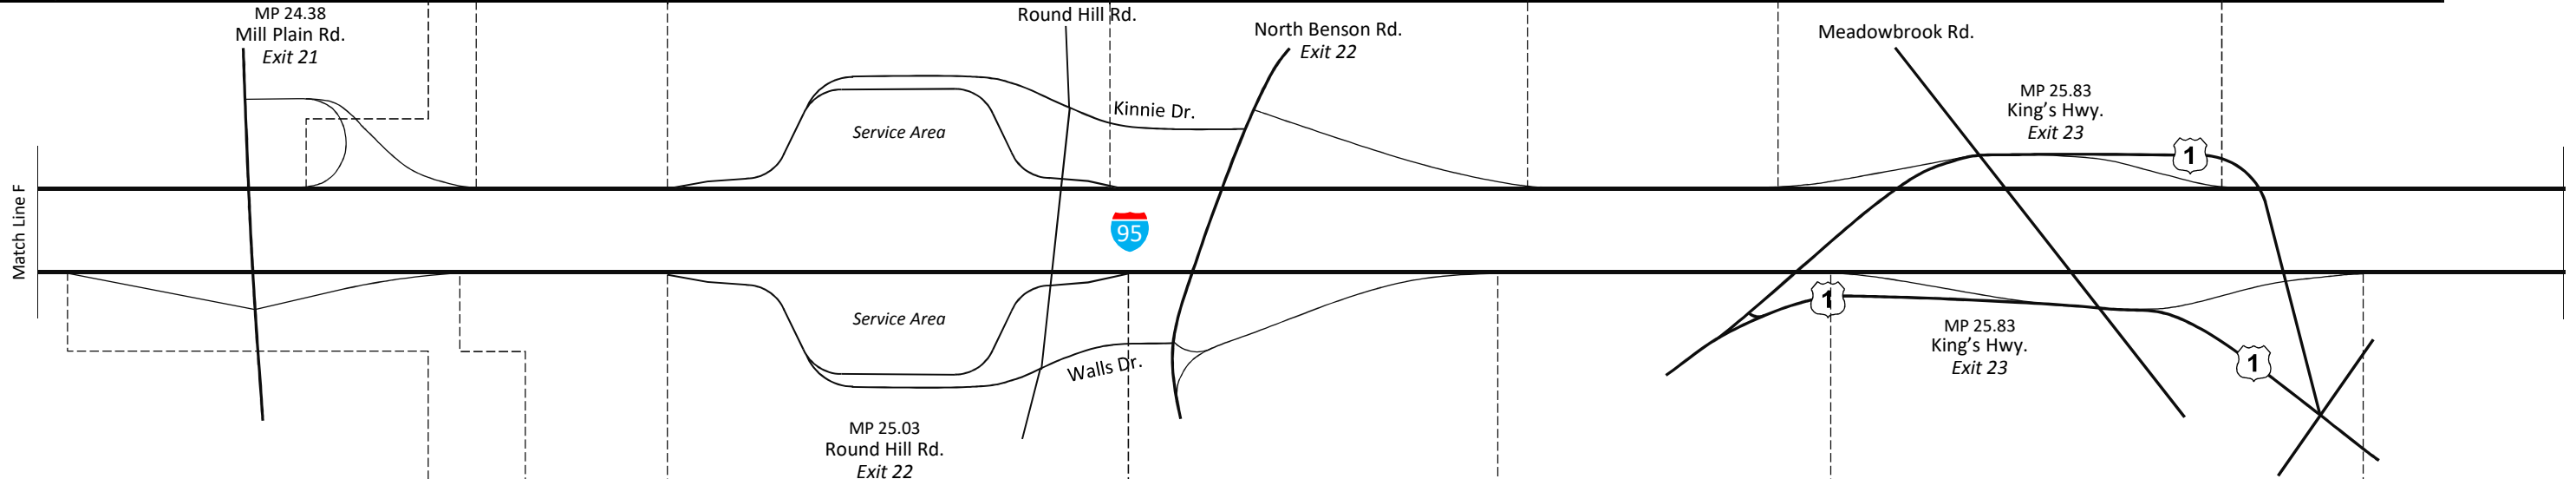 MP 24.38
Mill Plain Rd.
Exit 21
Round Hill Rd.
North Benson Rd.
Exit 22
Meadowbrook Rd.
MP 25.83
King's Hwy.
Exit 23
Kinnie Dr.
Service Area
1
Match Line F
95
1
Service Area
MP 25.83
King's Hwy.
Exit 23
1
Walls Dr.
MP 25.03
Round Hill Rd.
Exit 22